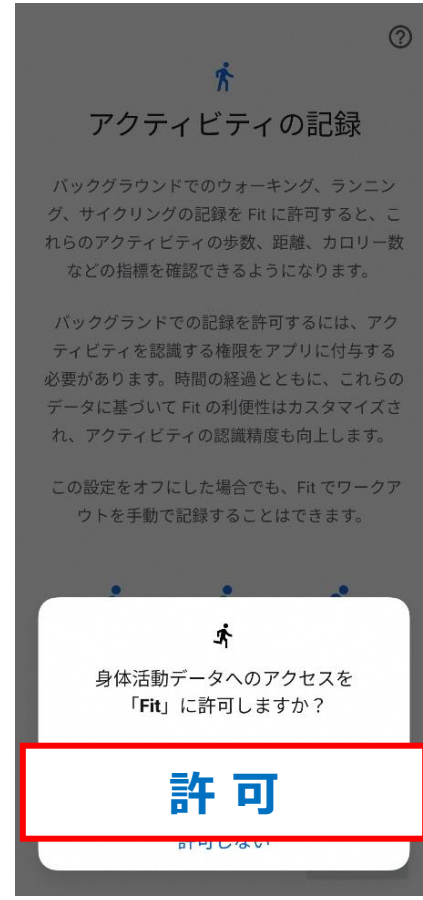 アクティビティの記録
バックグラウンドでのウォーキング、ランニン
グ、サイクリングの記録を Fit に許可すると、こ
れらのアクティビティの歩数、距離、カロリー数
などの指標を確認できるようになります。
バックグランドでの記録を許可するには、アク
ティビティを認識する権限をアプリに付与する
必要があります。時間の経過とともに、これらの
データに基づいて Fit の利便性はカスタマイズさ
れ、アクティビティの認識精度も向上します。
この設定をオフにした場合でも、Fit でワークア
ウトを手動で記録することはできます。
身体活動データへのアクセスを
「Fit」に許可しますか？
許可
許可しない